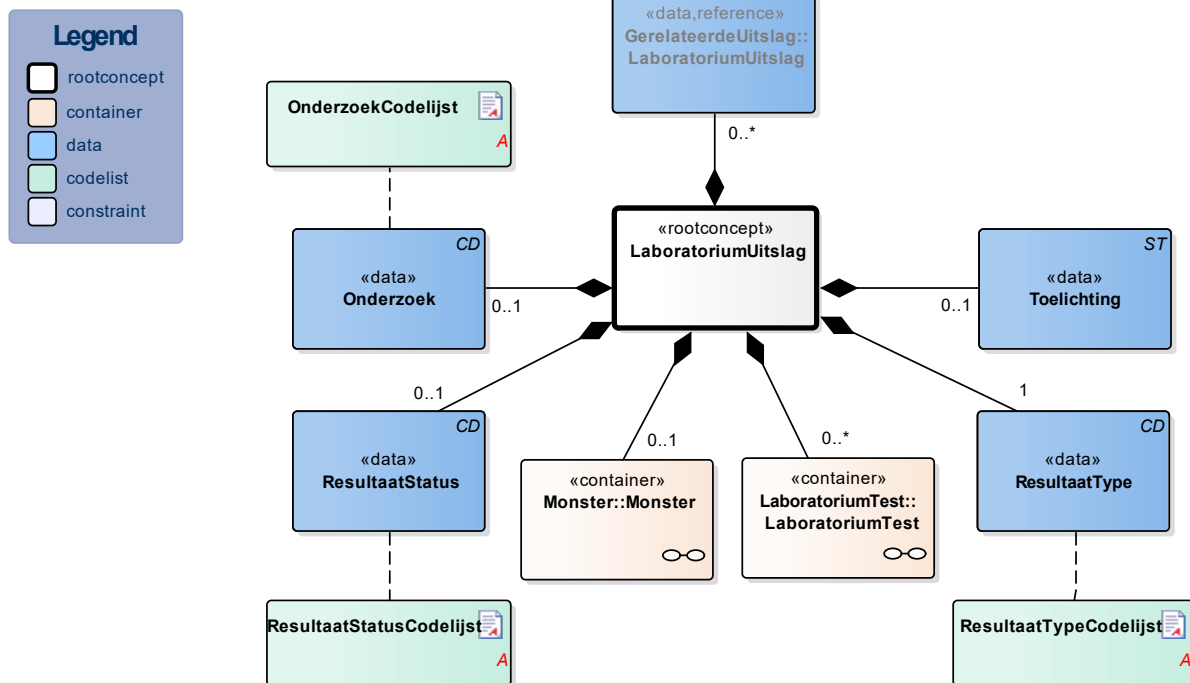 Legend
rootconcept
container
data
codelist
constraint
«data,reference»
GerelateerdeUitslag::
LaboratoriumUitslag
0..*
OnderzoekCodelijst
A
«rootconcept»
LaboratoriumUitslag
CD
«data»
Onderzoek
0..1
ST
«data»
Toelichting
0..1
0..1
CD
«data»
ResultaatStatus
0..1
«container»
Monster::Monster
0..*
«container»
LaboratoriumTest::
LaboratoriumTest
1
CD
«data»
ResultaatType
ResultaatStatusCodelijst
A
ResultaatTypeCodelijst
A